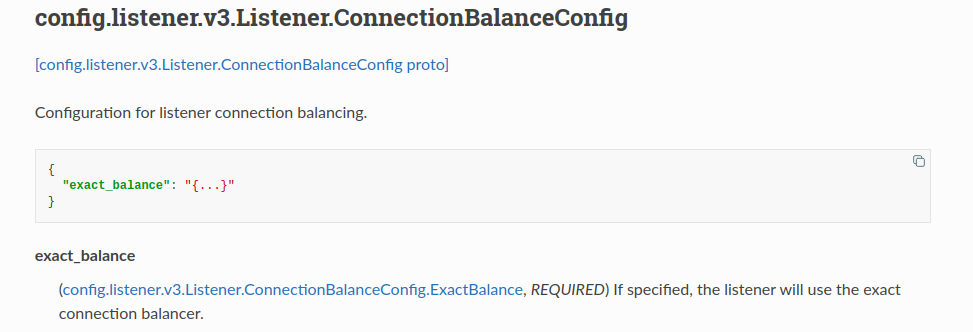 config.listener.v3.Listener.ConnectionBalanceConfig
[config.listener.v3.Listener.ConnectionBalanceConfig proto]
Configuration for listener connection balancing.
{
  "exact_balance": "{...}"
}
exact_balance
(config.listener.v3.Listener.ConnectionBalanceConfig.ExactBalance, REQUIRED) If specified, the listener will use the exact
connection balancer.